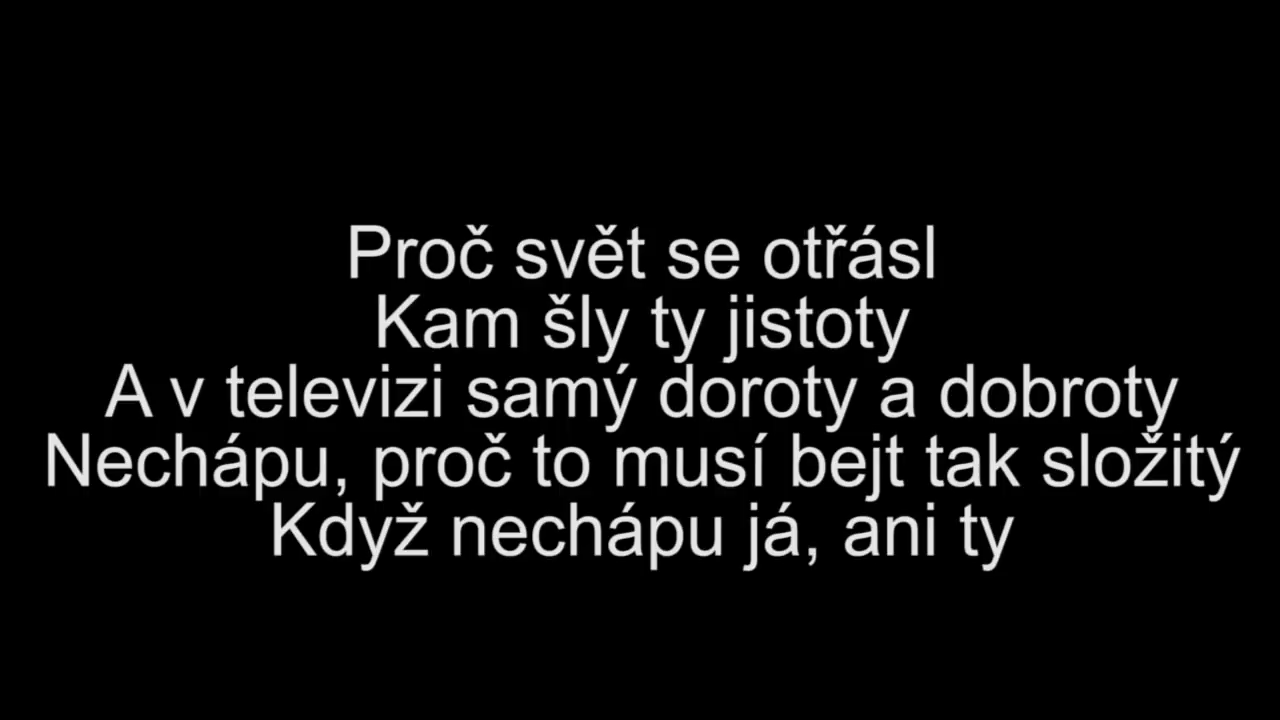 Proč svět se otřásl
Kam šly ty jistoty
A v televizi samý doroty a dobroty
Nechápu, proč to musí bejt tak složitý
Když nechápu já, ani ty